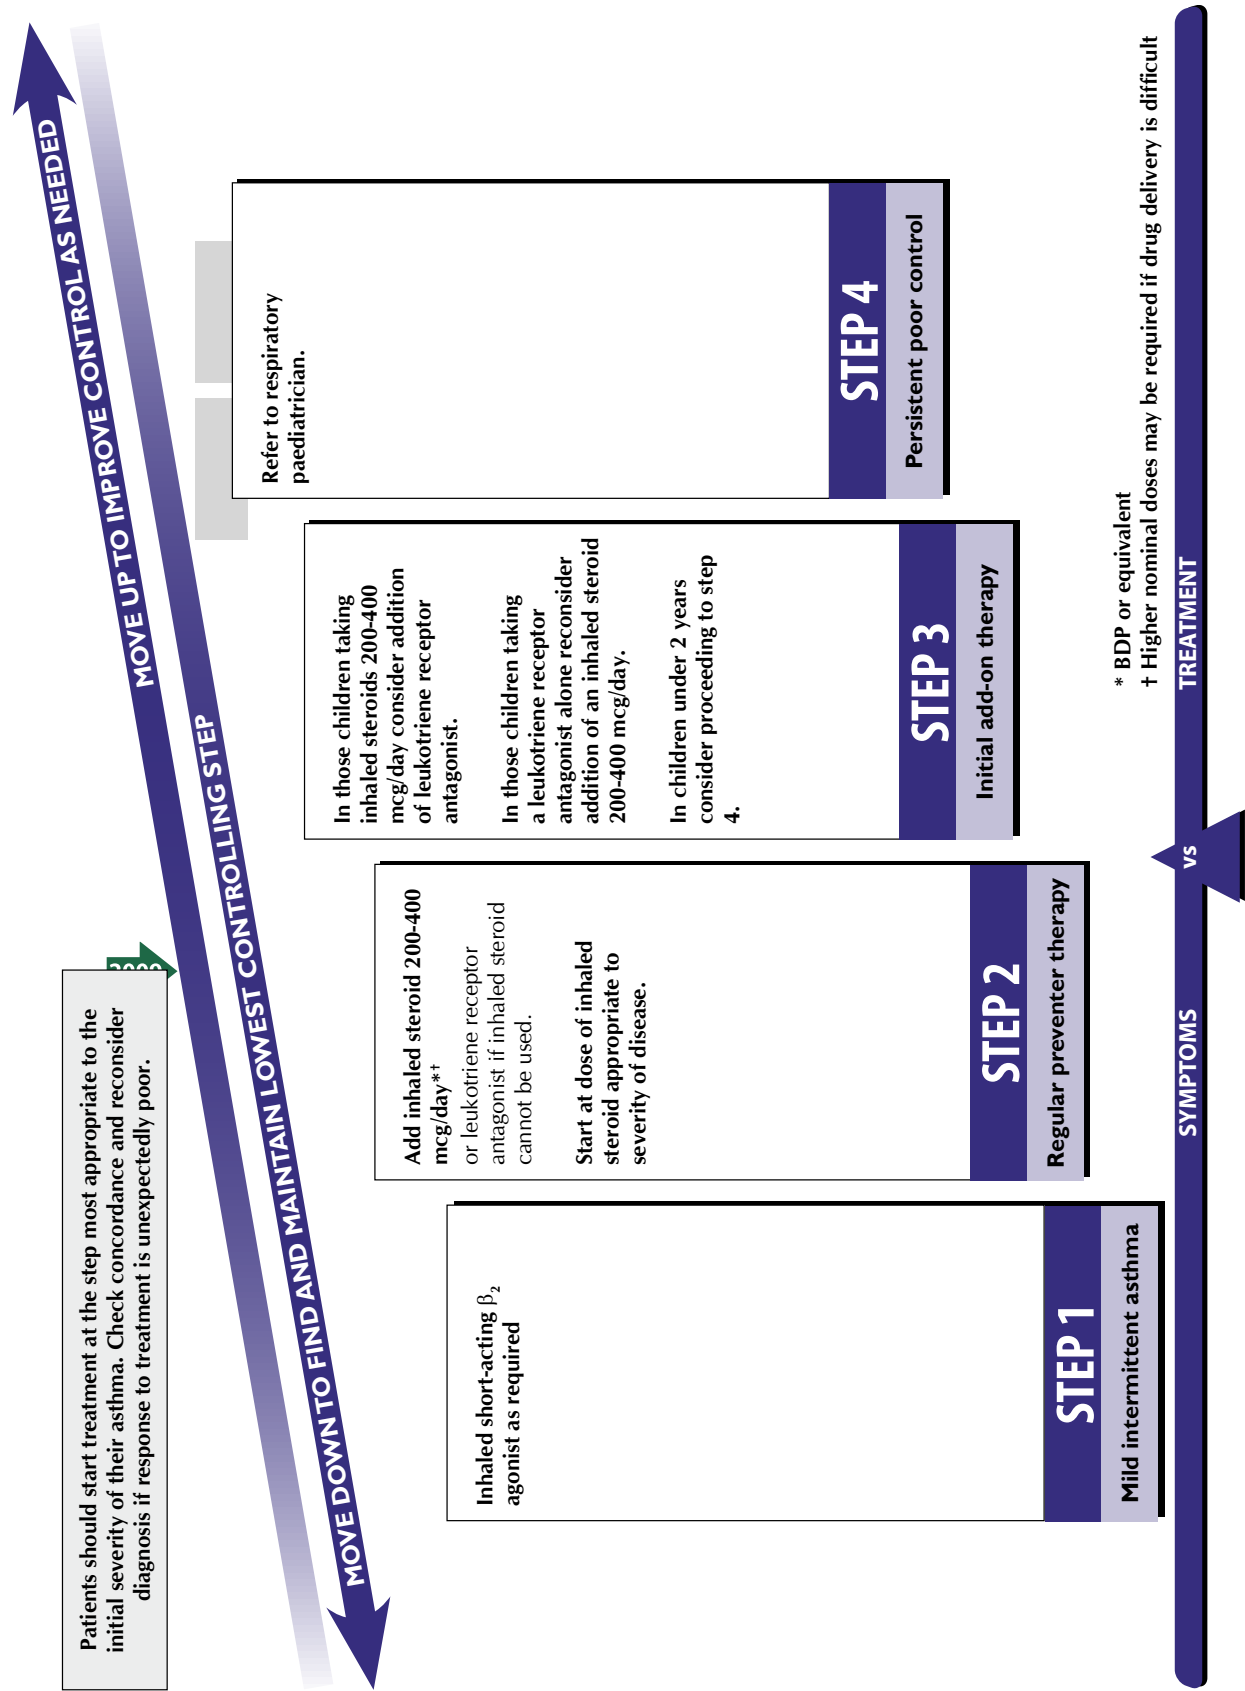 Patients should start treatment at the step most appropriate to the
initial severity of their asthma. Check concordance and reconsider
diagnosis if response to treatment is unexpectedly poor.
MOVE UP TO IMPROVE CONTROL AS NEEDED
MOVE DOWN TO FIND AND MAINTAIN LOWEST CONTROLLING STEP
Inhaled short-acting β₂
agonist as required
STEP 1
Mild intermittent asthma
Add inhaled steroid 200-400
mcg/day*†
or leukotriene receptor
antagonist if inhaled steroid
cannot be used.
Start at dose of inhaled
steroid appropriate to
severity of disease.
STEP 2
Regular preventer therapy
In those children taking
inhaled steroids 200-400
mcg/day consider addition
of leukotriene receptor
antagonist.
In those children taking
a leukotriene receptor
antagonist alone reconsider
addition of an inhaled steroid
200-400 mcg/day.
In children under 2 years
consider proceeding to step
4.
STEP 3
Initial add-on therapy
Refer to respiratory
paediatrician.
STEP 4
Persistent poor control
* BDP or equivalent
† Higher nominal doses may be required if drug delivery is difficult
SYMPTOMS vs TREATMENT